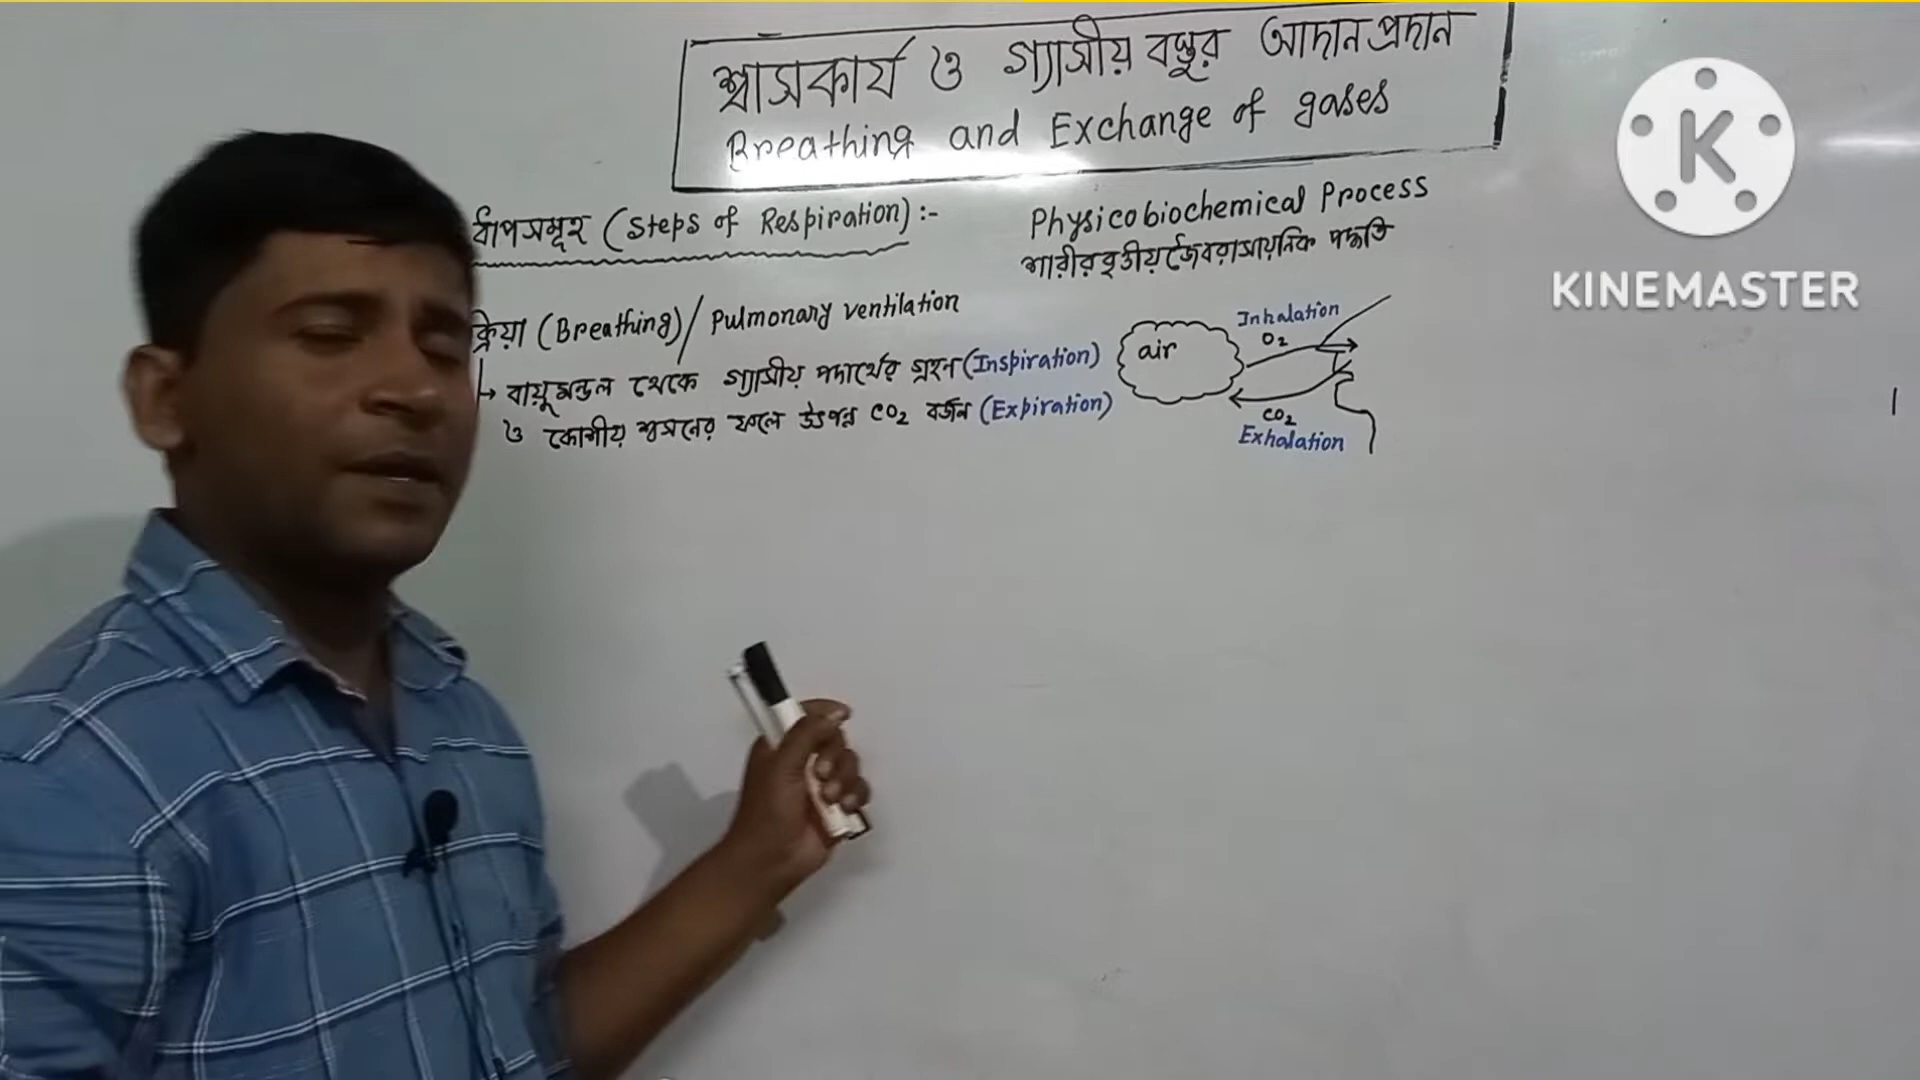 শ্বাসকার্য ও গ্যাসীয় বস্তুর আদান প্রদান
Breathing and Exchange of gases
ধাপসমূহ (Steps of Respiration) :-
Physicobiochemical Process
শারীরবৃত্তীয় জৈবরাসায়নিক পদ্ধতি
ক্রিয়া (Breathing) / Pulmonary ventilation
→ বায়ুমন্ডল থেকে গ্যাসীয় পদার্থের গ্রহন (Inspiration)
ও কোশীয় শ্বসনের ফলে উৎপন্ন CO₂ বর্জন (Expiration)
air
Inhalation
O₂
CO₂
Exhalation
K
KINEMASTER